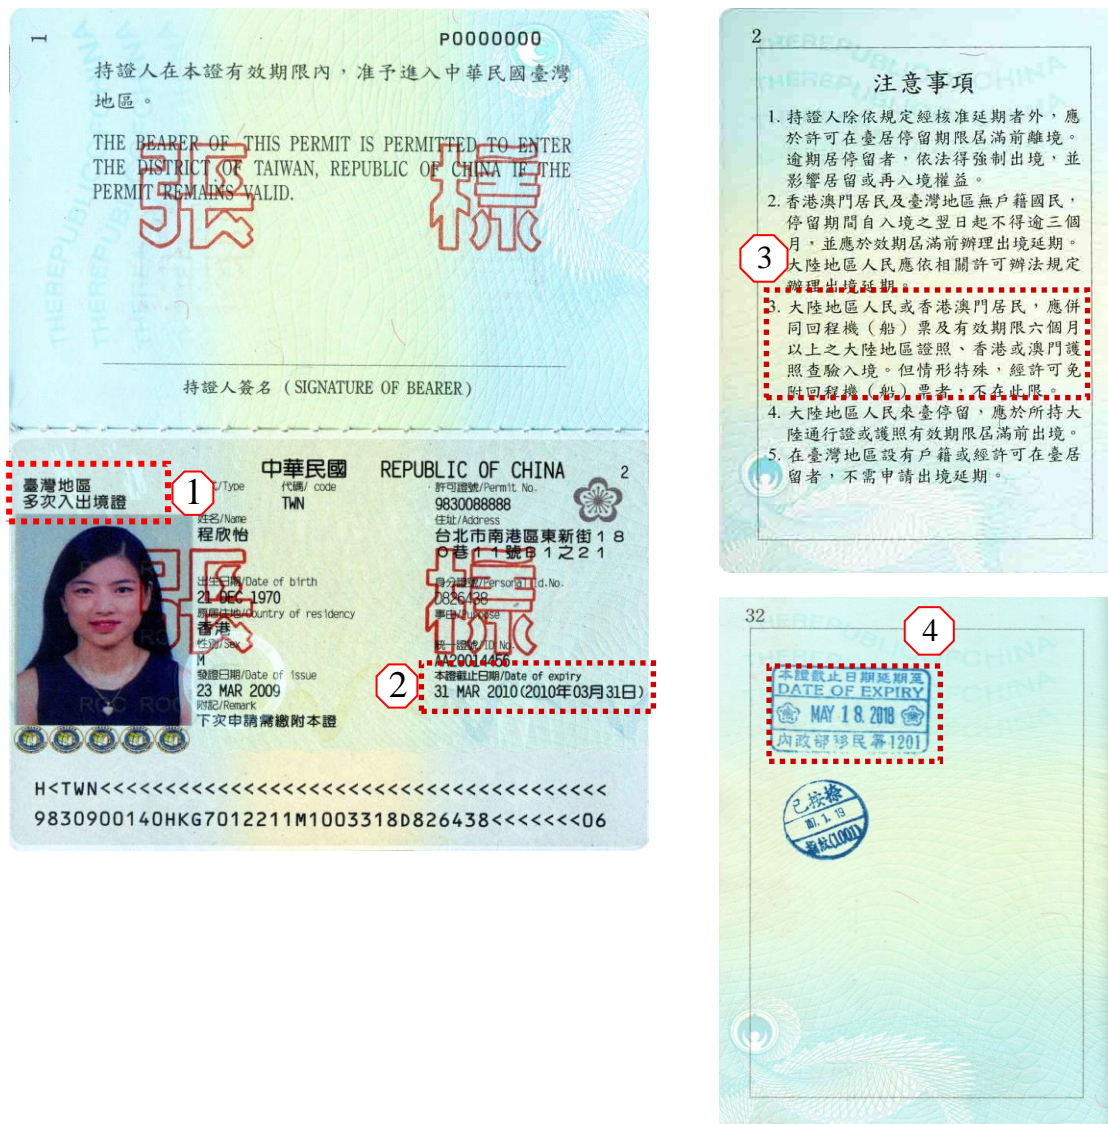 1
P0000000
持證人在本證有效期限內，准予進入中華民國臺灣
地區。
THE BEARER OF THIS PERMIT IS PERMITTED TO ENTER
THE DISTRICT OF TAIWAN, REPUBLIC OF CHINA IF THE
PERMIT REMAINS VALID.
張 樣
持證人簽名 (SIGNATURE OF BEARER)
臺灣地區
多次入出境證
1
中華民國 REPUBLIC OF CHINA 2
/Type
代碼/ code
TWN
許可證號/Permit No.
9830088888
姓名/Name
程欣怡
住址/Address
台北市南港區東新街１８
０巷１１號Ｂ１之２１
張 樣
出生日期/Date of birth
21 DEC 1970
身分證號/Personal Id.No.
D826438
原居住地/Country of residency
香港
事由/Purpose
性別/Sex
M
統一證號/ID No.
AA20014456
發證日期/Date of issue
23 MAR 2009
2
本證截止日期/Date of expiry
31 MAR 2010(2010年03月31日)
附記/Remark
下次申請需繳附本證
ROC ROC ROC
H<TWN<<<<<<<<<<<<<<<<<<<<<<<<<<<<<<<<<<<<<<<
9830900140HKG7012211M1003318D826438<<<<<<<06
2
注意事項
1. 持證人除依規定經核准延期者外，應
於許可在臺居停留期限屆滿前離境。
逾期居停留者，依法得強制出境，並
影響居留或再入境權益。
2. 香港澳門居民及臺灣地區無戶籍國民，
停留期間自入境之翌日起不得逾三個
月，並應於效期屆滿前辦理出境延期。
大陸地區人民應依相關許可辦法規定
辦理出境延期。
3
3. 大陸地區人民或香港澳門居民，應併
同回程機（船）票及有效期限六個月
以上之大陸地區證照、香港或澳門護
照查驗入境。但情形特殊，經許可免
附回程機（船）票者，不在此限。
4. 大陸地區人民來臺停留，應於所持大
陸通行證或護照有效期限屆滿前出境。
5. 在臺灣地區設有戶籍或經許可在臺居
留者，不需申請出境延期。
32
4
本證截止日期延期至
DATE OF EXPIRY
MAY 18. 2018
內政部移民署1201
已按捺
107. 1. 19
指紋(1001)